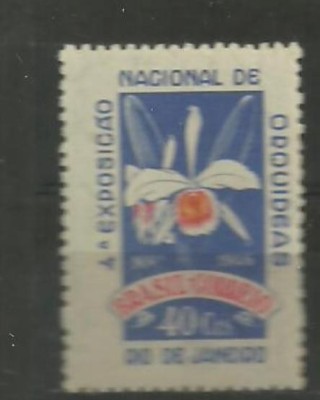 4ª EXPOSIÇÃO
NACIONAL DE
ORQUIDEAS
BRASIL CORREIO
40 Cts
RIO DE JANEIRO